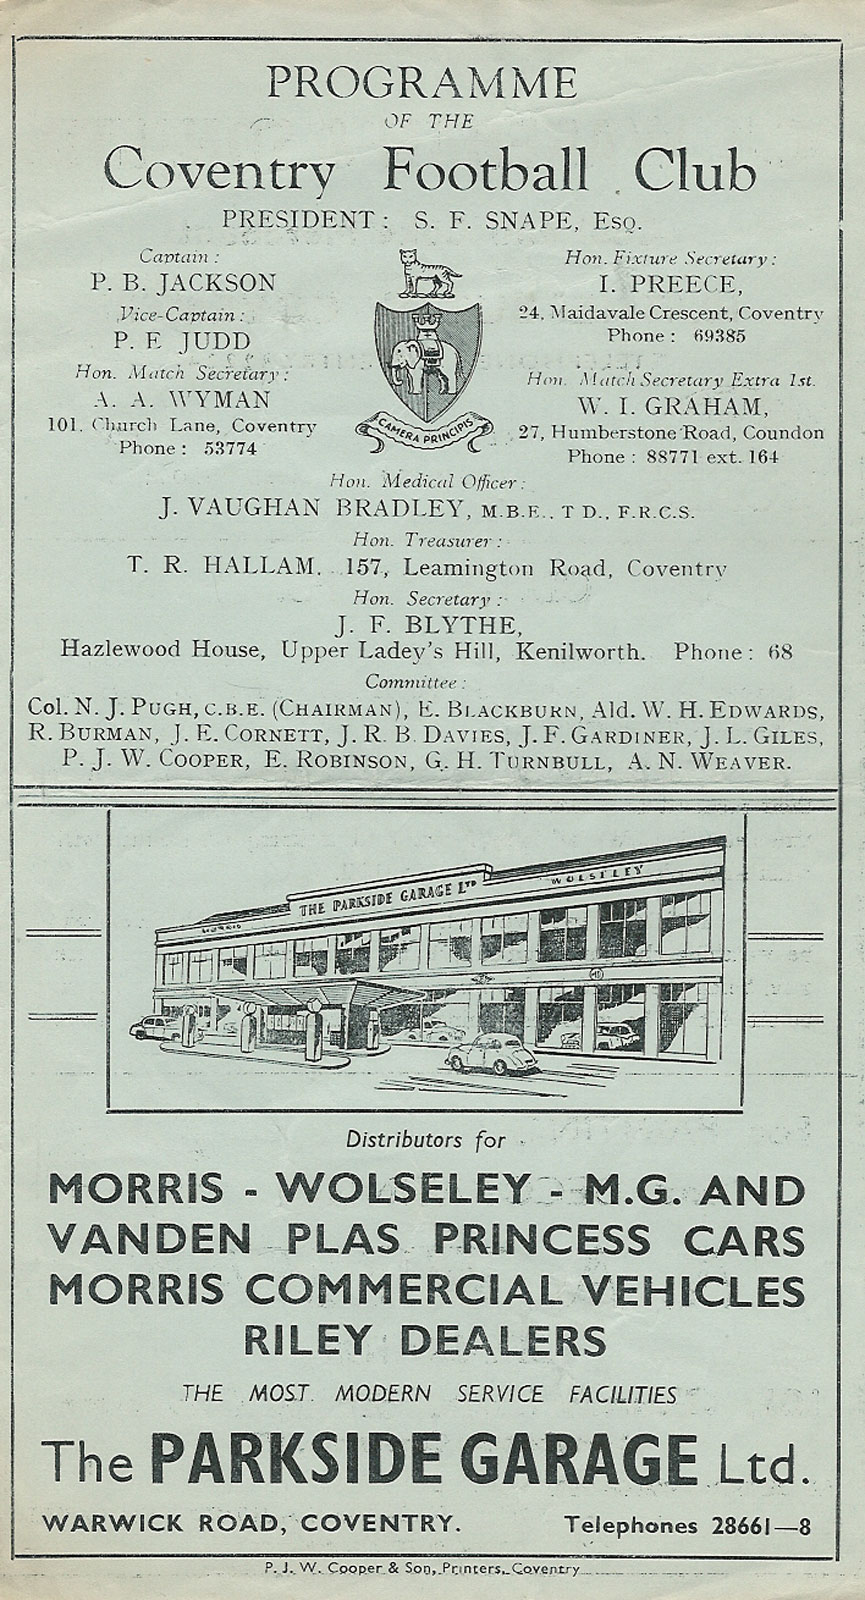 PROGRAMME
OF THE
Coventry Football Club
PRESIDENT: S. F. SNAPE, Esq.
Captain:
P. B. JACKSON
Vice-Captain:
P. E JUDD
Hon. Match Secretary:
A. A. WYMAN
101, Church Lane, Coventry
Phone: 53774
Hon. Fixture Secretary:
I. PREECE,
24, Maidavale Crescent, Coventry
Phone: 69385
Hon. Match Secretary Extra 1st.
W. I. GRAHAM,
27, Humberstone Road, Coundon
Phone: 88771 ext. 164
CAMERA PRINCIPIS
Hon. Medical Officer:
J. VAUGHAN BRADLEY, M.B.E., T D., F.R.C.S.
Hon. Treasurer:
T. R. HALLAM, 157, Leamington Road, Coventry
Hon. Secretary:
J. F. BLYTHE,
Hazlewood House, Upper Ladey's Hill, Kenilworth. Phone: 68
Committee:
Col. N. J. Pugh, C.B.E. (Chairman), E. Blackburn, Ald. W. H. Edwards,
R. Burman, J. E. Cornett, J. R. B. Davies, J. F. Gardiner, J. L. Giles,
P. J. W. Cooper, E. Robinson, G. H. Turnbull, A. N. Weaver.
MORRIS
THE PARKSIDE GARAGE LTD
WOLSELEY
MG
Distributors for
MORRIS - WOLSELEY - M.G. AND
VANDEN PLAS PRINCESS CARS
MORRIS COMMERCIAL VEHICLES
RILEY DEALERS
THE MOST MODERN SERVICE FACILITIES
The PARKSIDE GARAGE Ltd.
WARWICK ROAD, COVENTRY.
Telephones 28661—8
P. J. W. Cooper & Son, Printers, Coventry